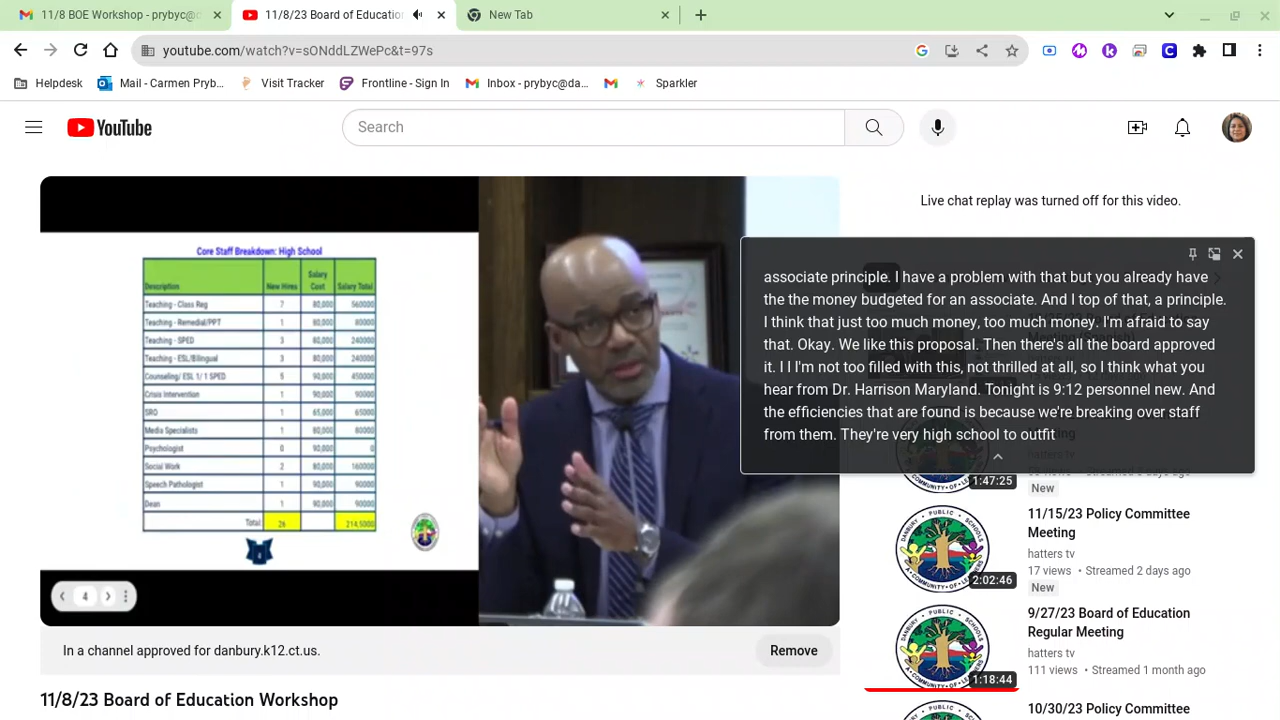 11/8 BOE Workshop - prybyc@d
11/8/23 Board of Education
New Tab
youtube.com/watch?v=sONddLZWePc&t=97s
Helpdesk
Mail - Carmen Pryb...
Visit Tracker
Frontline - Sign In
Inbox - prybyc@da...
Sparkler
YouTube
Search
Live chat replay was turned off for this video.
Core Staff Breakdown: High School
Description New Hires Salary Cost Salary Total
Teaching - Class Reg 7 80,000 560000
Teaching - Remedial/PPT 1 80,000 80000
Teaching - SPED 3 80,000 240000
Teaching - ESL/Bilingual 3 80,000 240000
Counseling/ ESL 1/ 1 SPED 5 90,000 450000
Crisis Intervention 1 90,000 90000
SRO 1 65,000 65000
Media Specialists 1 80,000 80000
Psychologist 0 90,000 0
Social Work 2 80,000 160000
Speech Pathologist 1 90,000 90000
Dean 1 90,000 90000
Total 26 214,5000
4
associate principle. I have a problem with that but you already have
the the money budgeted for an associate. And I top of that, a principle.
I think that just too much money, too much money. I'm afraid to say
that. Okay. We like this proposal. Then there's all the board approved
it. I I I'm not too filled with this, not thrilled at all, so I think what you
hear from Dr. Harrison Maryland. Tonight is 9:12 personnel new. And
the efficiencies that are found is because we're breaking over staff
from them. They're very high school to outfit
1:47:25
New
11/15/23 Policy Committee
Meeting
hatters tv
17 views • Streamed 2 days ago
New
2:02:46
9/27/23 Board of Education
Regular Meeting
hatters tv
111 views • Streamed 1 month ago
1:18:44
10/30/23 Policy Committee
In a channel approved for danbury.k12.ct.us.
Remove
11/8/23 Board of Education Workshop